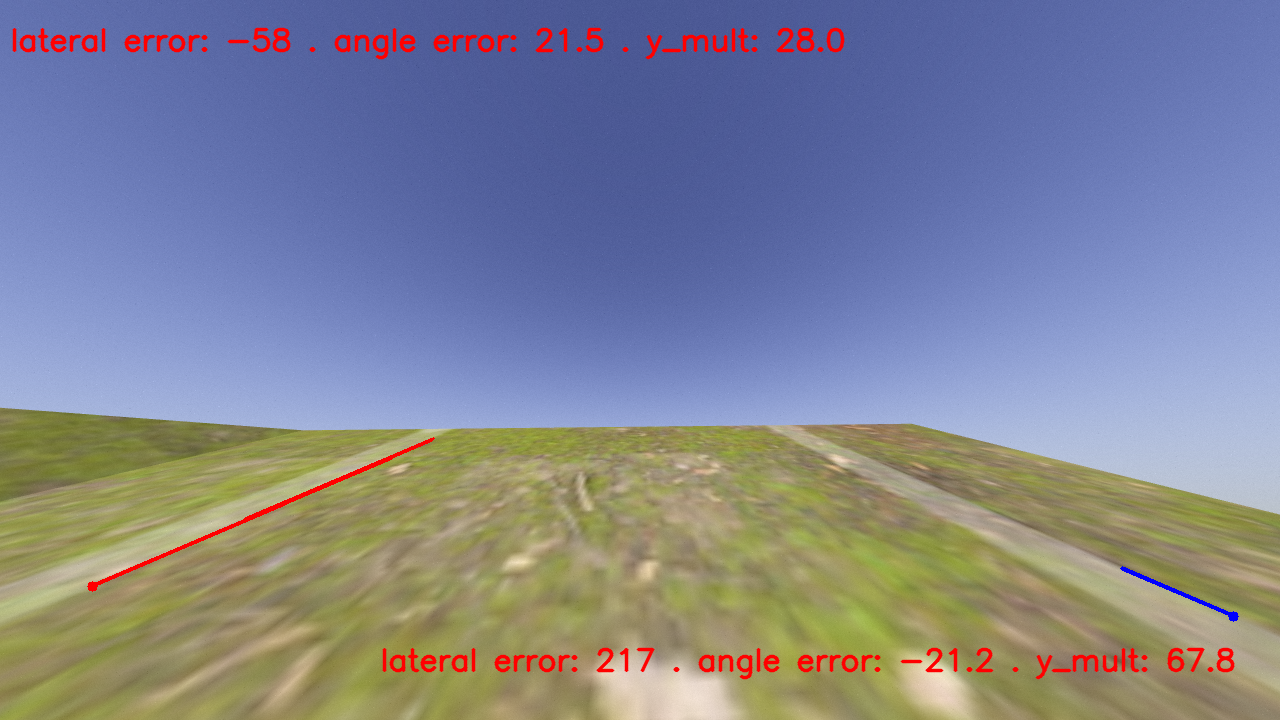 lateral error: -58 . angle error: 21.5 . y_mult: 28.0
lateral error: 217 . angle error: -21.2 . y_mult: 67.8